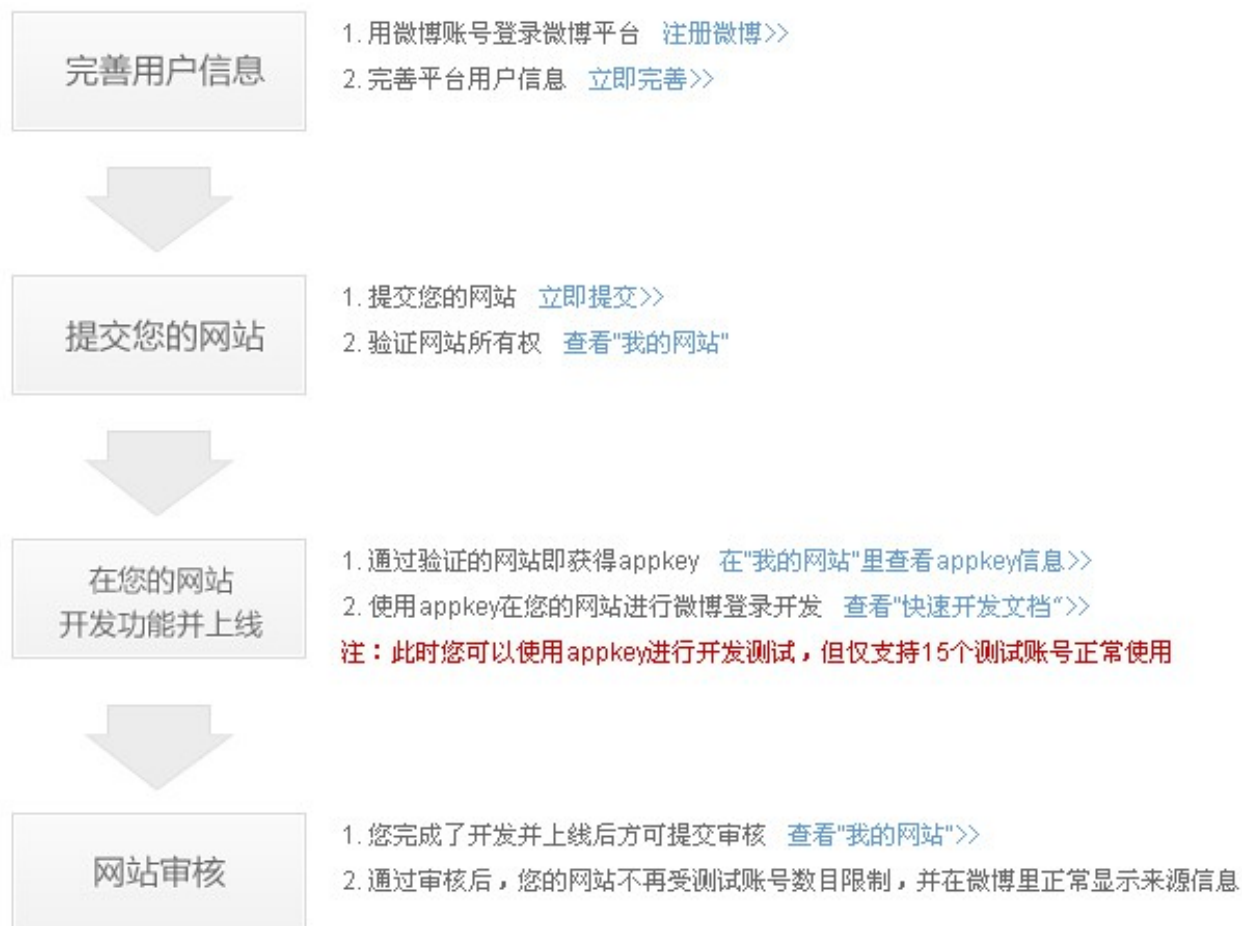 完善用户信息
1. 用微博账号登录微博平台 注册微博>>
2. 完善平台用户信息 立即完善>>
提交您的网站
1. 提交您的网站 立即提交>>
2. 验证网站所有权 查看"我的网站"
在您的网站
开发功能并上线
1. 通过验证的网站即获得appkey 在"我的网站"里查看appkey信息>>
2. 使用appkey在您的网站进行微博登录开发 查看"快速开发文档">>
注：此时您可以使用appkey进行开发测试，但仅支持15个测试账号正常使用
网站审核
1. 您完成了开发并上线后方可提交审核 查看"我的网站">>
2. 通过审核后，您的网站不再受测试账号数目限制，并在微博里正常显示来源信息